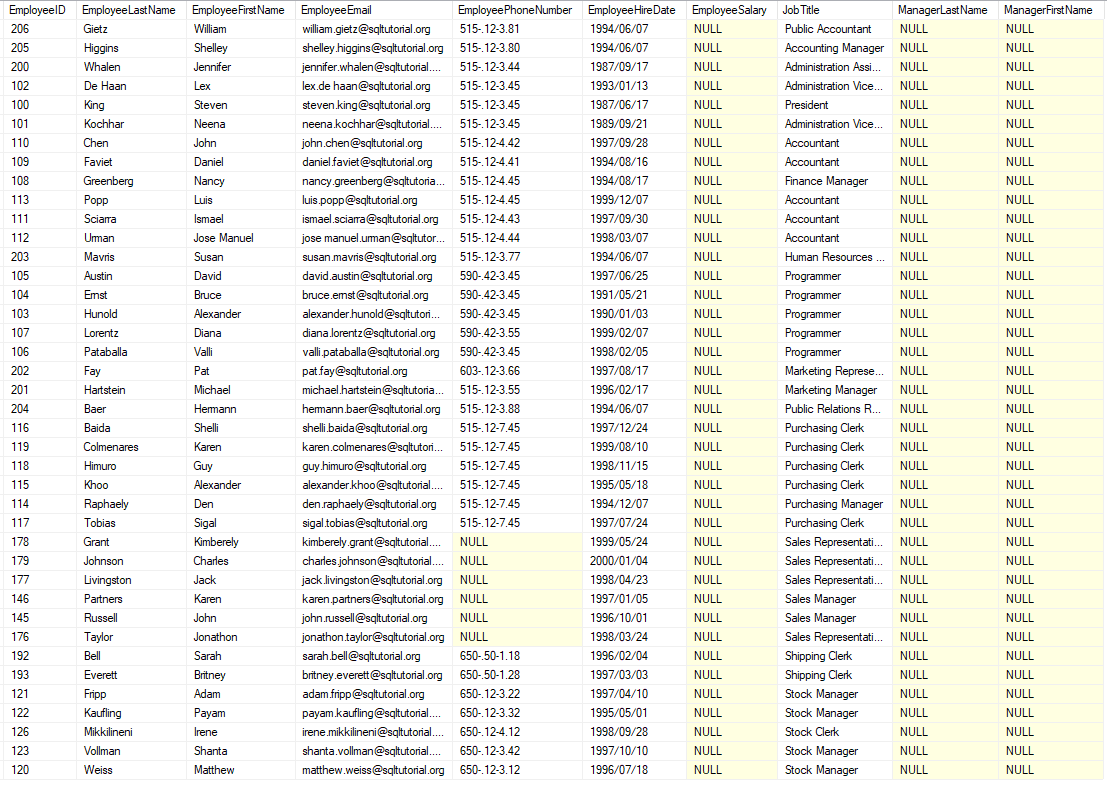 EmployeeID EmployeeLastName EmployeeFirstName EmployeeEmail EmployeePhoneNumber EmployeeHireDate EmployeeSalary JobTitle ManagerLastName ManagerFirstName
206 Gietz William william.gietz@sqltutorial.org 515-.12-3.81 1994/06/07 NULL Public Accountant NULL NULL
205 Higgins Shelley shelley.higgins@sqltutorial.org 515-.12-3.80 1994/06/07 NULL Accounting Manager NULL NULL
200 Whalen Jennifer jennifer.whalen@sqltutorial.... 515-.12-3.44 1987/09/17 NULL Administration Assi... NULL NULL
102 De Haan Lex lex.de haan@sqltutorial.org 515-.12-3.45 1993/01/13 NULL Administration Vice... NULL NULL
100 King Steven steven.king@sqltutorial.org 515-.12-3.45 1987/06/17 NULL President NULL NULL
101 Kochhar Neena neena.kochhar@sqltutorial.... 515-.12-3.45 1989/09/21 NULL Administration Vice... NULL NULL
110 Chen John john.chen@sqltutorial.org 515-.12-4.42 1997/09/28 NULL Accountant NULL NULL
109 Faviet Daniel daniel.faviet@sqltutorial.org 515-.12-4.41 1994/08/16 NULL Accountant NULL NULL
108 Greenberg Nancy nancy.greenberg@sqltutoria... 515-.12-4.45 1994/08/17 NULL Finance Manager NULL NULL
113 Popp Luis luis.popp@sqltutorial.org 515-.12-4.45 1999/12/07 NULL Accountant NULL NULL
111 Sciarra Ismael ismael.sciarra@sqltutorial.org 515-.12-4.43 1997/09/30 NULL Accountant NULL NULL
112 Urman Jose Manuel jose manuel.urman@sqltutor... 515-.12-4.44 1998/03/07 NULL Accountant NULL NULL
203 Mavris Susan susan.mavris@sqltutorial.org 515-.12-3.77 1994/06/07 NULL Human Resources ... NULL NULL
105 Austin David david.austin@sqltutorial.org 590-.42-3.45 1997/06/25 NULL Programmer NULL NULL
104 Ernst Bruce bruce.ernst@sqltutorial.org 590-.42-3.45 1991/05/21 NULL Programmer NULL NULL
103 Hunold Alexander alexander.hunold@sqltutori... 590-.42-3.45 1990/01/03 NULL Programmer NULL NULL
107 Lorentz Diana diana.lorentz@sqltutorial.org 590-.42-3.55 1999/02/07 NULL Programmer NULL NULL
106 Pataballa Valli valli.pataballa@sqltutorial.org 590-.42-3.45 1998/02/05 NULL Programmer NULL NULL
202 Fay Pat pat.fay@sqltutorial.org 603-.12-3.66 1997/08/17 NULL Marketing Represe... NULL NULL
201 Hartstein Michael michael.hartstein@sqltutoria... 515-.12-3.55 1996/02/17 NULL Marketing Manager NULL NULL
204 Baer Hermann hermann.baer@sqltutorial.org 515-.12-3.88 1994/06/07 NULL Public Relations R... NULL NULL
116 Baida Shelli shelli.baida@sqltutorial.org 515-.12-7.45 1997/12/24 NULL Purchasing Clerk NULL NULL
119 Colmenares Karen karen.colmenares@sqltutori... 515-.12-7.45 1999/08/10 NULL Purchasing Clerk NULL NULL
118 Himuro Guy guy.himuro@sqltutorial.org 515-.12-7.45 1998/11/15 NULL Purchasing Clerk NULL NULL
115 Khoo Alexander alexander.khoo@sqltutorial.... 515-.12-7.45 1995/05/18 NULL Purchasing Clerk NULL NULL
114 Raphaely Den den.raphaely@sqltutorial.org 515-.12-7.45 1994/12/07 NULL Purchasing Manager NULL NULL
117 Tobias Sigal sigal.tobias@sqltutorial.org 515-.12-7.45 1997/07/24 NULL Purchasing Clerk NULL NULL
178 Grant Kimberely kimberely.grant@sqltutorial.... NULL 1999/05/24 NULL Sales Representati... NULL NULL
179 Johnson Charles charles.johnson@sqltutorial.... NULL 2000/01/04 NULL Sales Representati... NULL NULL
177 Livingston Jack jack.livingston@sqltutorial.org NULL 1998/04/23 NULL Sales Representati... NULL NULL
146 Partners Karen karen.partners@sqltutorial.org NULL 1997/01/05 NULL Sales Manager NULL NULL
145 Russell John john.russell@sqltutorial.org NULL 1996/10/01 NULL Sales Manager NULL NULL
176 Taylor Jonathon jonathon.taylor@sqltutorial.org NULL 1998/03/24 NULL Sales Representati... NULL NULL
192 Bell Sarah sarah.bell@sqltutorial.org 650-.50-1.18 1996/02/04 NULL Shipping Clerk NULL NULL
193 Everett Britney britney.everett@sqltutorial.org 650-.50-1.28 1997/03/03 NULL Shipping Clerk NULL NULL
121 Fripp Adam adam.fripp@sqltutorial.org 650-.12-3.22 1997/04/10 NULL Stock Manager NULL NULL
122 Kaufling Payam payam.kaufling@sqltutorial.... 650-.12-3.32 1995/05/01 NULL Stock Manager NULL NULL
126 Mikkilineni Irene irene.mikkilineni@sqltutorial.... 650-.12-4.12 1998/09/28 NULL Stock Clerk NULL NULL
123 Vollman Shanta shanta.vollman@sqltutorial.... 650-.12-3.42 1997/10/10 NULL Stock Manager NULL NULL
120 Weiss Matthew matthew.weiss@sqltutorial.org 650-.12-3.12 1996/07/18 NULL Stock Manager NULL NULL